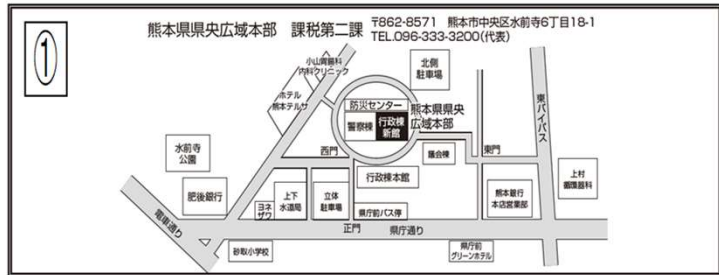 ①
熊本県県央広域本部 課税第二課
〒862-8571 熊本市中央区水前寺6丁目18-1
TEL.096-333-3200(代表)
小山胃腸科
内科クリニック
北側
駐車場
ホテル
熊本テルサ
防災センター
警察棟
行政棟
新館
熊本県県央
広域本部
東バイパス
水前寺
公園
西門
議会棟
東門
行政棟本館
上村
循環器科
肥後銀行
ヨネ
ザワ
上下
水道局
立体
駐車場
県庁前バス停
熊本銀行
本店営業部
電車通り
正門
県庁通り
砂取小学校
県庁前
グリーンホテル